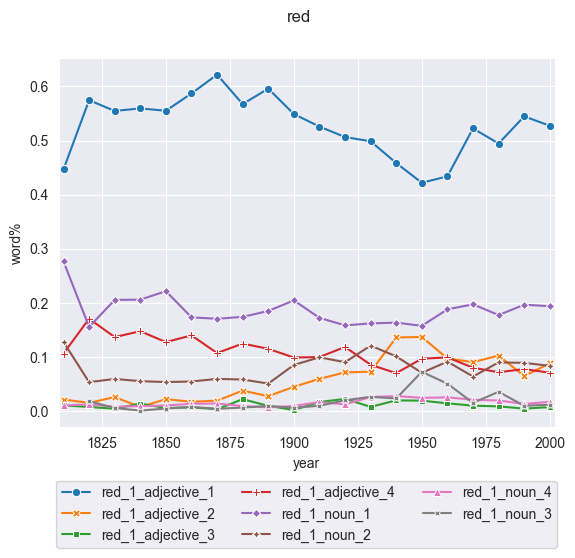 red
0.6
0.5
0.4
0.3
0.2
0.1
0.0
word%
1825 1850 1875 1900 1925 1950 1975 2000
year
red_1_adjective_1 red_1_adjective_4 red_1_noun_4
red_1_adjective_2 red_1_noun_1 red_1_noun_3
red_1_adjective_3 red_1_noun_2